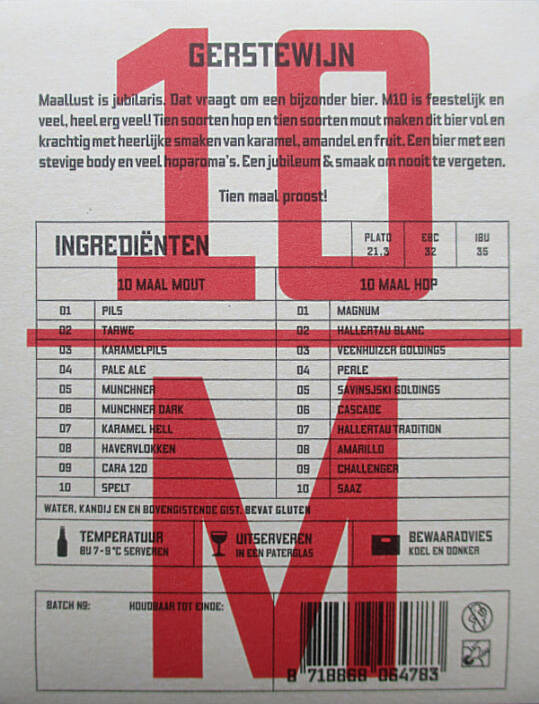 10
GERSTEWIJN
Maallust is jubilaris. Dat vraagt om een bijzonder bier. M10 is feestelijk en
veel, heel erg veel! Tien soorten hop en tien soorten mout maken dit bier vol en
krachtig met heerlijke smaken van karamel, amandel en fruit. Een bier met een
stevige body en veel hoparoma's. Een jubileum & smaak om nooit te vergeten.
Tien maal proost!
INGREDIËNTEN
PLATO EBC IBU
21,3 32 35
10 MAAL MOUT 10 MAAL HOP
01 PILS 01 MAGNUM
02 TARWE 02 HALLERTAU BLANC
03 KARAMELPILS 03 VEENHUIZER GOLDINGS
04 PALE ALE 04 PERLE
05 MUNCHNER 05 SAVINSJSKI GOLDINGS
06 MUNCHNER DARK 06 CASCADE
07 KARAMEL HELL 07 HALLERTAU TRADITION
08 HAVERVLOKKEN 08 AMARILLO
09 CARA 120 09 CHALLENGER
10 SPELT 10 SAAZ
WATER, KANDIJ EN EN BOVENGISTENDE GIST, BEVAT GLUTEN
TEMPERATUUR UITSERVEREN BEWAARADVIES
BIJ 7-9°C SERVEREN IN EEN PATERGLAS KOEL EN DONKER
M
BATCH NR: HOUDBAAR TOT EINDE:
8 718868 064783